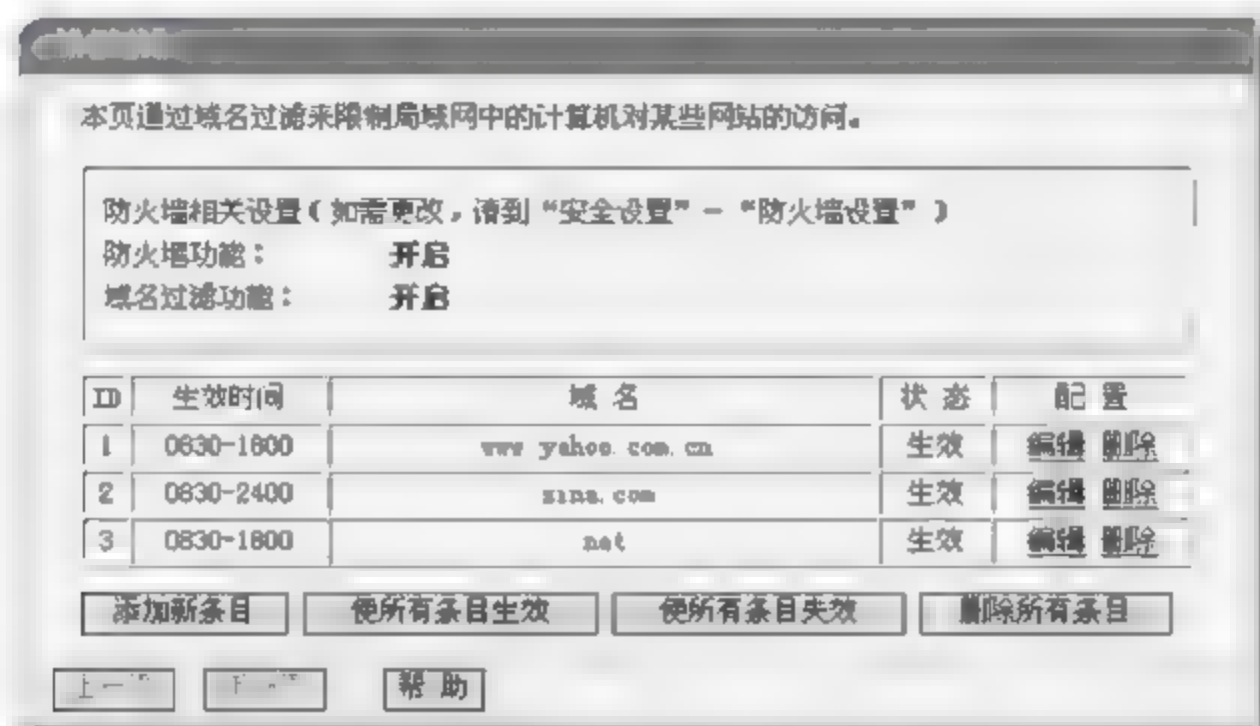 本页通过域名过滤来限制局域网中的计算机对某些网站的访问。
防火墙相关设置(如需更改,请到“安全设置”-“防火墙设置”)
防火墙功能: 开启
域名过滤功能: 开启
ID 生效时间 域 名 状 态 配 置
1 0830-1800 www.yahoo.com.cn 生效 编辑 删除
2 0830-2400 sina.com 生效 编辑 删除
3 0830-1800 net 生效 编辑 删除
添加新条目 使所有条目生效 使所有条目失效 删除所有条目
上一 帮 助